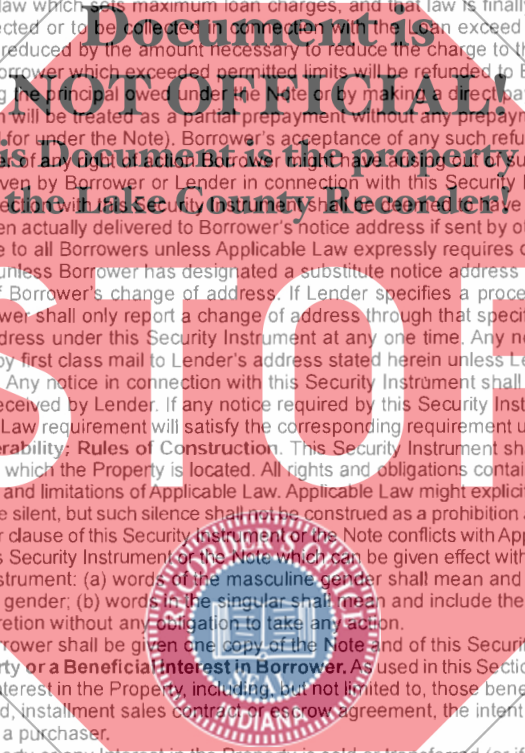 law which sets maximum loan charges, and that law is finall
Document is
ected or to be collected in connection with the Loan exceed
reduced by the amount necessary to reduce the charge to th
orrower which exceeded permitted limits will be refunded to B
NOT OFFICIAL!
g the principal owed under the Note or by making a direct pa
n will be treated as a partial prepayment without any prepaym
for under the Note). Borrower's acceptance of any such refu
is Document is the property
er of any right of action Borrower might have arising out of su
ven by Borrower or Lender in connection with this Security I
the Lake County Recorder!
ection with this Security Instrument shall be deemed to have
en actually delivered to Borrower's notice address if sent by o
e to all Borrowers unless Applicable Law expressly requires o
unless Borrower has designated a substitute notice address
f Borrower's change of address. If Lender specifies a proce
wer shall only report a change of address through that specif
dress under this Security Instrument at any one time. Any no
by first class mail to Lender's address stated herein unless Le
STOP
. Any notice in connection with this Security Instrument shall
eceived by Lender. If any notice required by this Security Inst
Law requirement will satisfy the corresponding requirement u
erability; Rules of Construction. This Security Instrument sh
which the Property is located. All rights and obligations contai
and limitations of Applicable Law. Applicable Law might explicit
e silent, but such silence shall not be construed as a prohibition
r clause of this Security Instrument or the Note conflicts with App
s Security Instrument or the Note which can be given effect with
strument: (a) words of the masculine gender shall mean and
gender; (b) words in the singular shall mean and include the
retion without any obligation to take any action.
rower shall be given one copy of the Note and of this Securit
SEAL
rty or a Beneficial Interest in Borrower. As used in this Sectio
nterest in the Property, including, but not limited to, those bene
d, installment sales contract or escrow agreement, the intent
INDIANA
a purchaser.